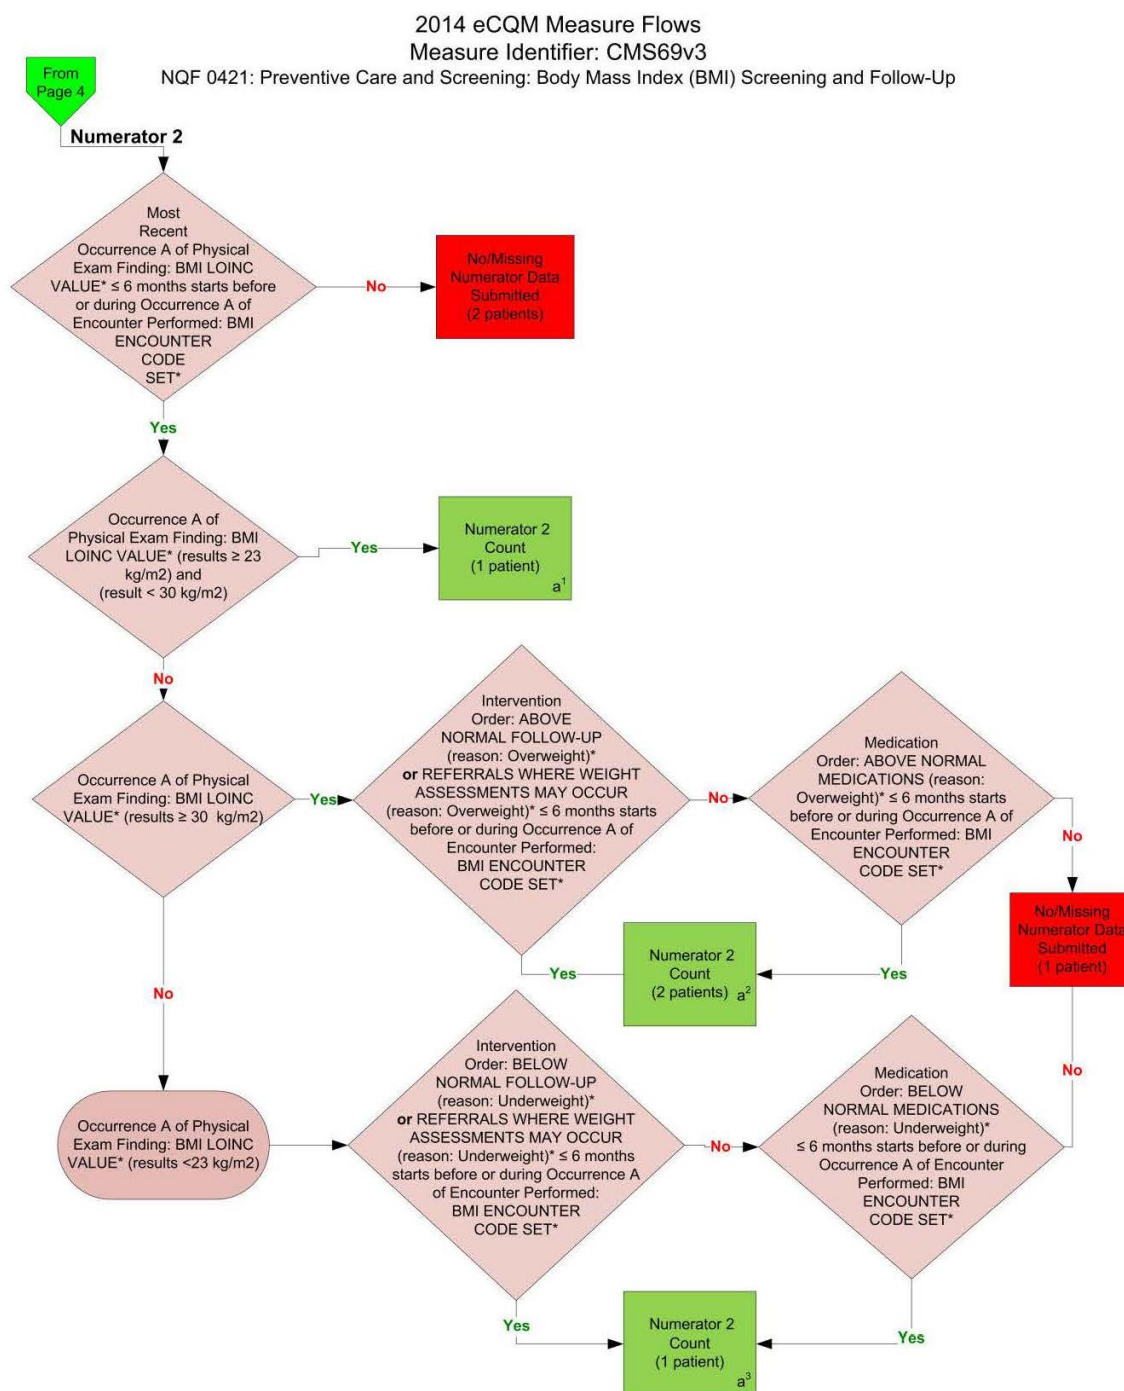 2014 eCQM Measure Flows
Measure Identifier: CMS69v3
NQF 0421: Preventive Care and Screening: Body Mass Index (BMI) Screening and Follow-Up
From
Page 4
Numerator 2
Most
Recent
Occurrence A of Physical
Exam Finding: BMI LOINC
VALUE* ≤ 6 months starts before
or during Occurrence A of
Encounter Performed: BMI
ENCOUNTER
CODE
SET*
No
No/Missing
Numerator Data
Submitted
(2 patients)
Yes
Occurrence A of
Physical Exam Finding: BMI
LOINC VALUE* (results ≥ 23
kg/m2) and
(result < 30 kg/m2)
Yes
Numerator 2
Count
(1 patient)
a¹
No
Occurrence A of Physical
Exam Finding: BMI LOINC
VALUE* (results ≥ 30 kg/m2)
Yes
Intervention
Order: ABOVE
NORMAL FOLLOW-UP
(reason: Overweight)*
or REFERRALS WHERE WEIGHT
ASSESSMENTS MAY OCCUR
(reason: Overweight)* ≤ 6 months starts
before or during Occurrence A of
Encounter Performed:
BMI ENCOUNTER
CODE SET*
No
Medication
Order: ABOVE NORMAL
MEDICATIONS (reason:
Overweight)* ≤ 6 months starts
before or during Occurrence A of
Encounter Performed: BMI
ENCOUNTER
CODE SET*
No
No/Missing
Numerator Data
Submitted
(1 patient)
Yes
Numerator 2
Count
(2 patients)
a²
Yes
No
Occurrence A of Physical
Exam Finding: BMI LOINC
VALUE* (results <23 kg/m2)
Intervention
Order: BELOW
NORMAL FOLLOW-UP
(reason: Underweight)*
or REFERRALS WHERE WEIGHT
ASSESSMENTS MAY OCCUR
(reason: Underweight)* ≤ 6 months
starts before or during Occurrence A
of Encounter Performed:
BMI ENCOUNTER
CODE SET*
No
Medication
Order: BELOW
NORMAL MEDICATIONS
(reason: Underweight)*
≤ 6 months starts before or during
Occurrence A of Encounter
Performed: BMI
ENCOUNTER
CODE SET*
No
Yes
Numerator 2
Count
(1 patient)
a³
Yes